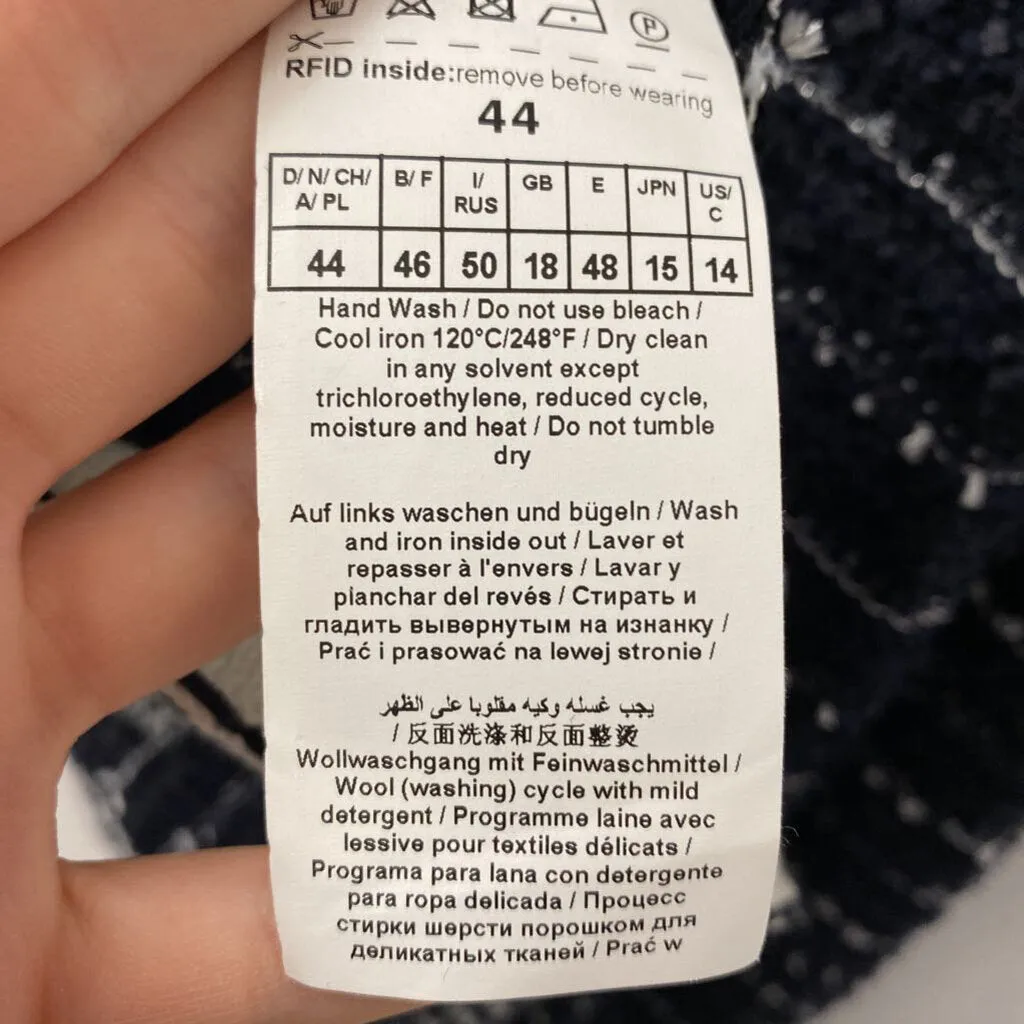 RFID inside:remove before wearing
44
D/ N/ CH/ A/ PL B/ F I/ RUS GB E JPN US/ C
44 46 50 18 48 15 14
Hand Wash / Do not use bleach /
Cool iron 120°C/248°F / Dry clean
in any solvent except
trichloroethylene, reduced cycle,
moisture and heat / Do not tumble
dry
Auf links waschen und bügeln / Wash
and iron inside out / Laver et
repasser à l'envers / Lavar y
planchar del revés / Стирать и
гладить вывернутым на изнанку /
Prać i prasować na lewej stronie /
يجب غسله وكيه مقلوبا على الظهر
/ 反面洗涤和反面整烫
Wollwaschgang mit Feinwaschmittel /
Wool (washing) cycle with mild
detergent / Programme laine avec
lessive pour textiles délicats /
Programa para lana con detergente
para ropa delicada / Процесс
стирки шерсти порошком для
деликатных тканей / Prać w